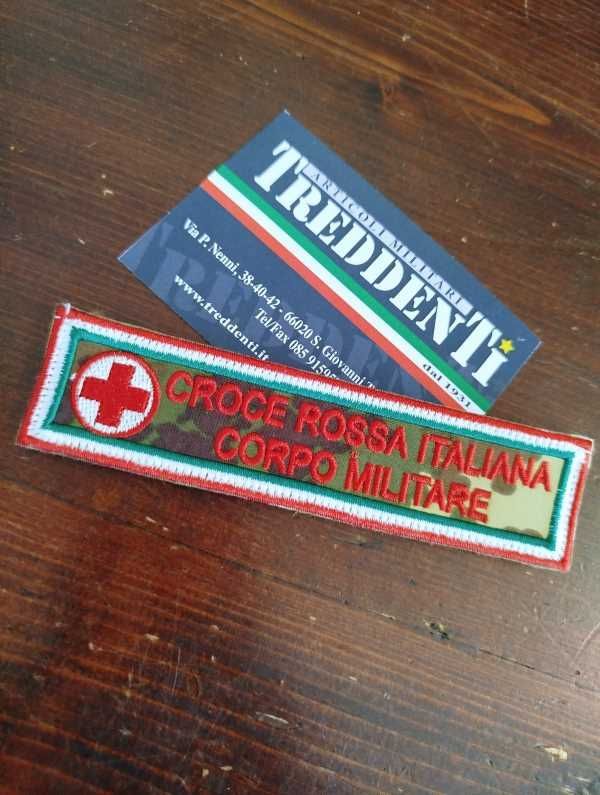 ARTICOLI MILITARI
TREDDENTI
dal 1931
Via P. Nenni, 38-40-42 - 66020 S. Giovanni
Tel/Fax 085
www.treddenti.it
CROCE ROSSA ITALIANA
CORPO MILITARE